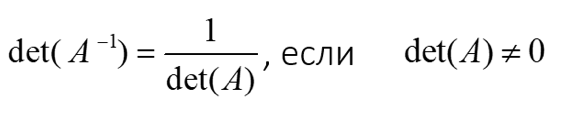 det( A⁻¹) = 1/det(A), если det(A) ≠ 0